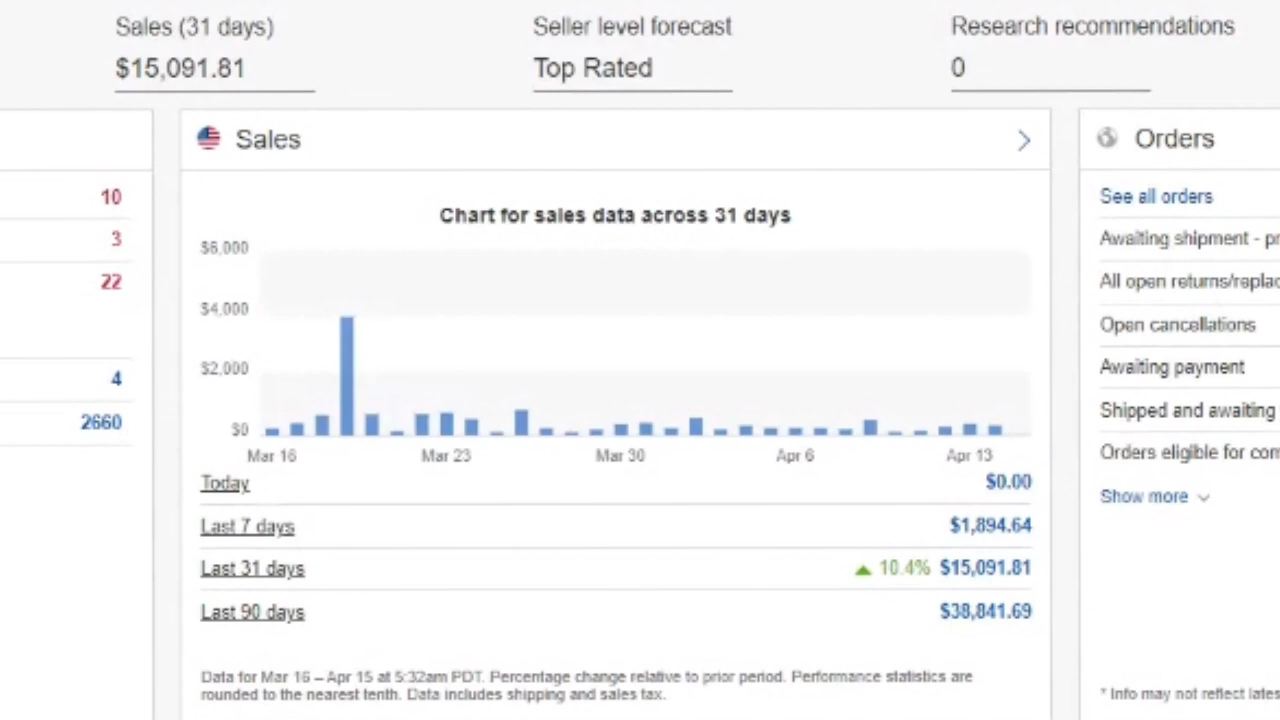 Sales (31 days)
$15,091.81
Seller level forecast
Top Rated
Research recommendations
0
10
3
22
4
2660
Sales
Chart for sales data across 31 days
$6,000
$4,000
$2,000
$0
Mar 16
Mar 23
Mar 30
Apr 6
Apr 13
Today $0.00
Last 7 days $1,894.64
Last 31 days 10.4% $15,091.81
Last 90 days $38,841.69
Data for Mar 16 – Apr 15 at 5:32am PDT. Percentage change relative to prior period. Performance statistics are
rounded to the nearest tenth. Data includes shipping and sales tax.
Orders
See all orders
Awaiting shipment - pr
All open returns/replac
Open cancellations
Awaiting payment
Shipped and awaiting
Orders eligible for com
Show more
* Info may not reflect lates